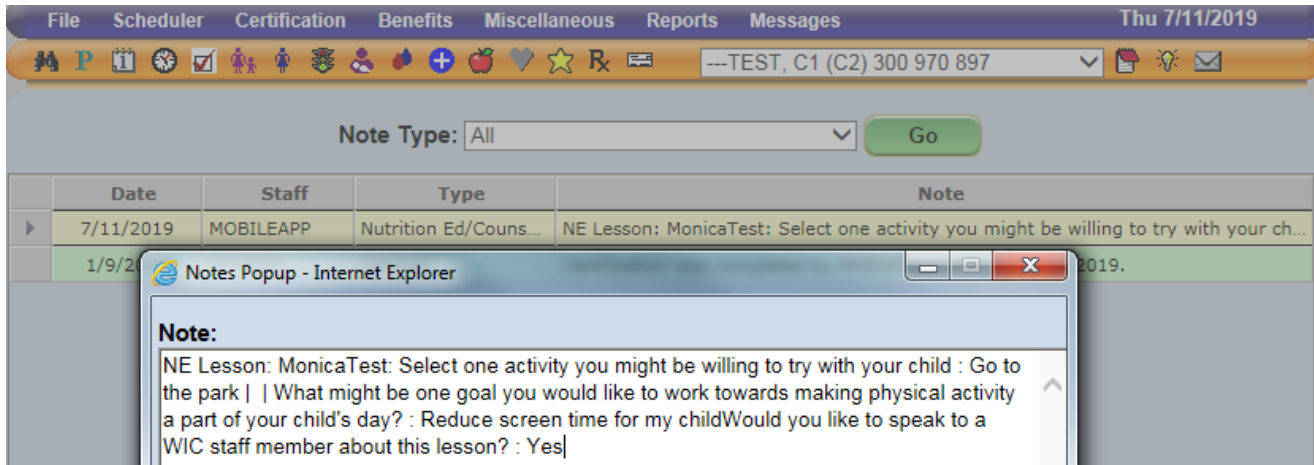 File Scheduler Certification Benefits Miscellaneous Reports Messages Thu 7/11/2019
P ---TEST, C1 (C2) 300 970 897
Note Type: All Go
Date Staff Type Note
7/11/2019 MOBILEAPP Nutrition Ed/Couns... NE Lesson: MonicaTest: Select one activity you might be willing to try with your ch...
1/9/2 2019.
Notes Popup - Internet Explorer
Note:
NE Lesson: MonicaTest: Select one activity you might be willing to try with your child : Go to
the park | | What might be one goal you would like to work towards making physical activity
a part of your child's day? : Reduce screen time for my childWould you like to speak to a
WIC staff member about this lesson? : Yes